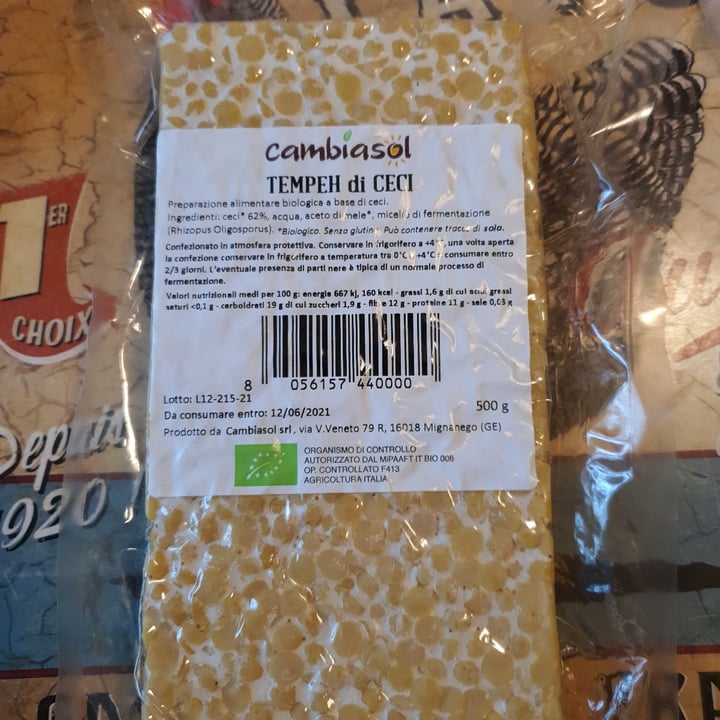 1ER
CHOIX
Depuis
1920
cambiasol
TEMPEH di CECI
Preparazione alimentare biologica a base di ceci.
Ingredienti: ceci* 62%, acqua, aceto di mele*, micelio di fermentazione
(Rhizopus Oligosporus). *Biologico. Senza glutine. Può contenere tracce di soia.
Confezionato in atmosfera protettiva. Conservare in frigorifero a +4°C, una volta aperta
la confezione conservare in frigorifero a temperatura tra 0°C e +4°C e consumare entro
2/3 giorni. L'eventuale presenza di parti nere è tipica di un normale processo di
fermentazione.
Valori nutrizionali medi per 100 g: energia 667 kj, 160 kcal - grassi 1,6 g di cui acidi grassi
saturi <0,1 g - carboidrati 19 g di cui zuccheri 1,9 g - fibre 12 g - proteine 11 g - sale 0,03 g
8 056157 440000
Lotto: L12-215-21
Da consumare entro: 12/06/2021
500 g
Prodotto da Cambiasol srl, via V.Veneto 79 R, 16018 Mignanego (GE)
ORGANISMO DI CONTROLLO
AUTORIZZATO DAL MIPAAFT IT BIO 006
OP. CONTROLLATO F413
AGRICOLTURA ITALIA